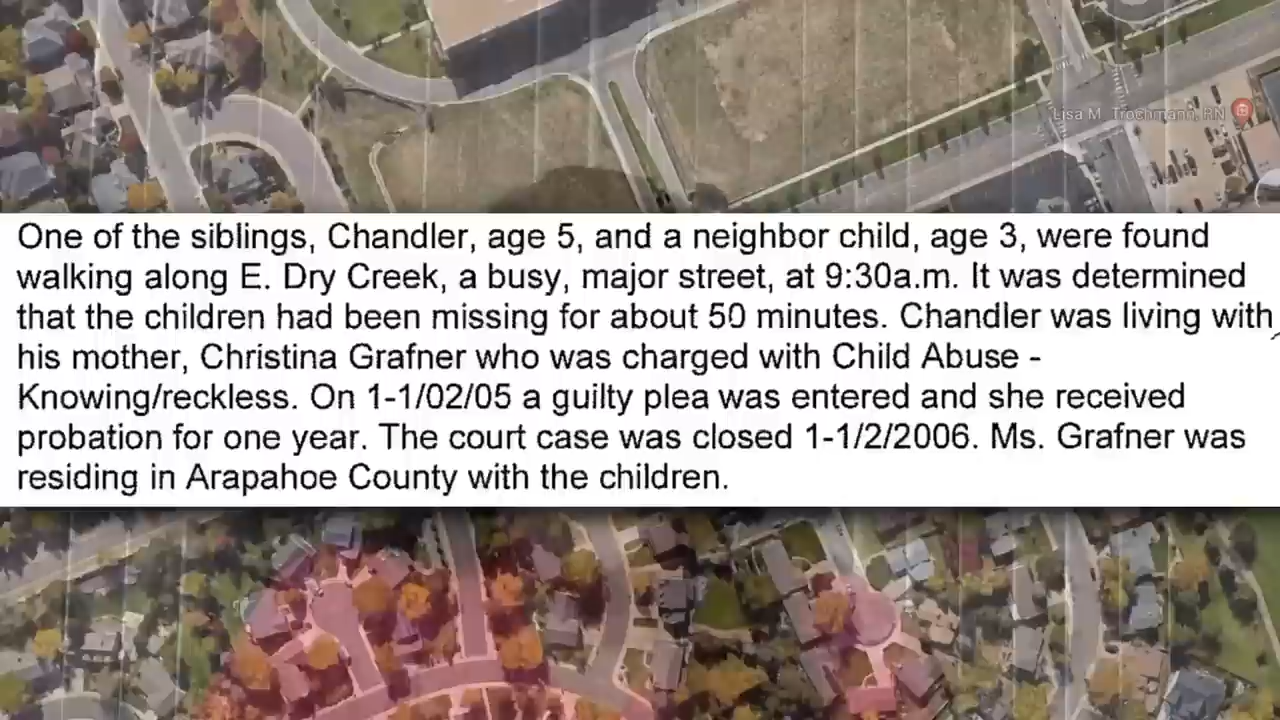 Lisa M. Trochmann, RN
One of the siblings, Chandler, age 5, and a neighbor child, age 3, were found
walking along E. Dry Creek, a busy, major street, at 9:30a.m. It was determined
that the children had been missing for about 50 minutes. Chandler was living with
his mother, Christina Grafner who was charged with Child Abuse -
Knowing/reckless. On 1-1/02/05 a guilty plea was entered and she received
probation for one year. The court case was closed 1-1/2/2006. Ms. Grafner was
residing in Arapahoe County with the children.